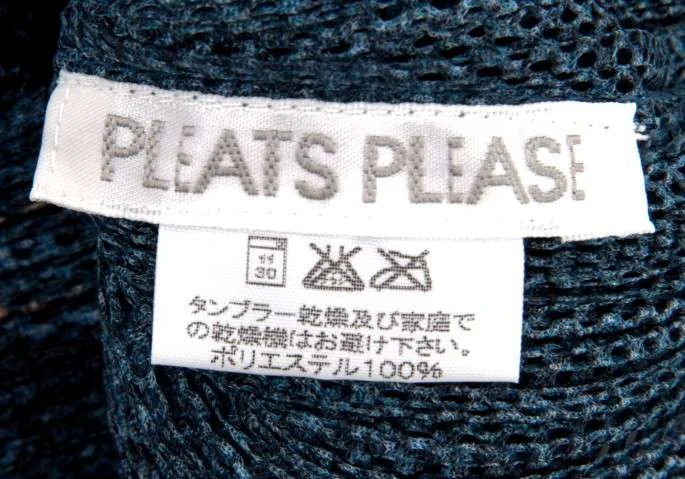 PLEATS PLEASE
弱 30
タンブラー乾燥及び家庭で
の乾燥機はお避け下さい。
ポリエステル100%